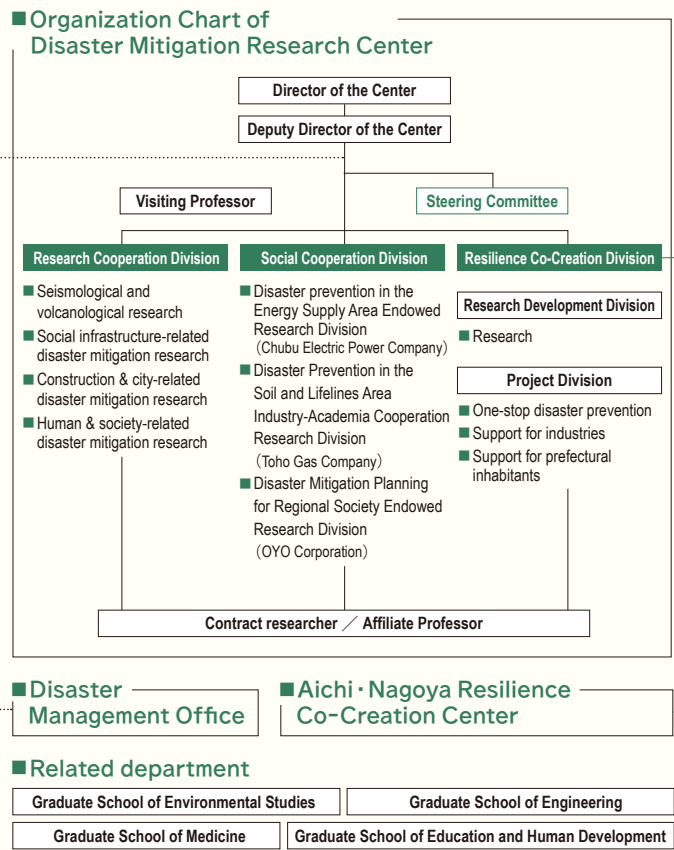 Organization Chart of
Disaster Mitigation Research Center
Director of the Center
Deputy Director of the Center
Visiting Professor
Steering Committee
Research Cooperation Division
Seismological and
volcanological research
Social infrastructure-related
disaster mitigation research
Construction & city-related
disaster mitigation research
Human & society-related
disaster mitigation research
Social Cooperation Division
Disaster prevention in the
Energy Supply Area Endowed
Research Division
(Chubu Electric Power Company)
Disaster Prevention in the
Soil and Lifelines Area
Industry-Academia Cooperation
Research Division
(Toho Gas Company)
Disaster Mitigation Planning
for Regional Society Endowed
Research Division
(OYO Corporation)
Resilience Co-Creation Division
Research Development Division
Research
Project Division
One-stop disaster prevention
Support for industries
Support for prefectural
inhabitants
Contract researcher ／ Affiliate Professor
Disaster
Management Office
Aichi・Nagoya Resilience
Co-Creation Center
Related department
Graduate School of Environmental Studies
Graduate School of Engineering
Graduate School of Medicine
Graduate School of Education and Human Development